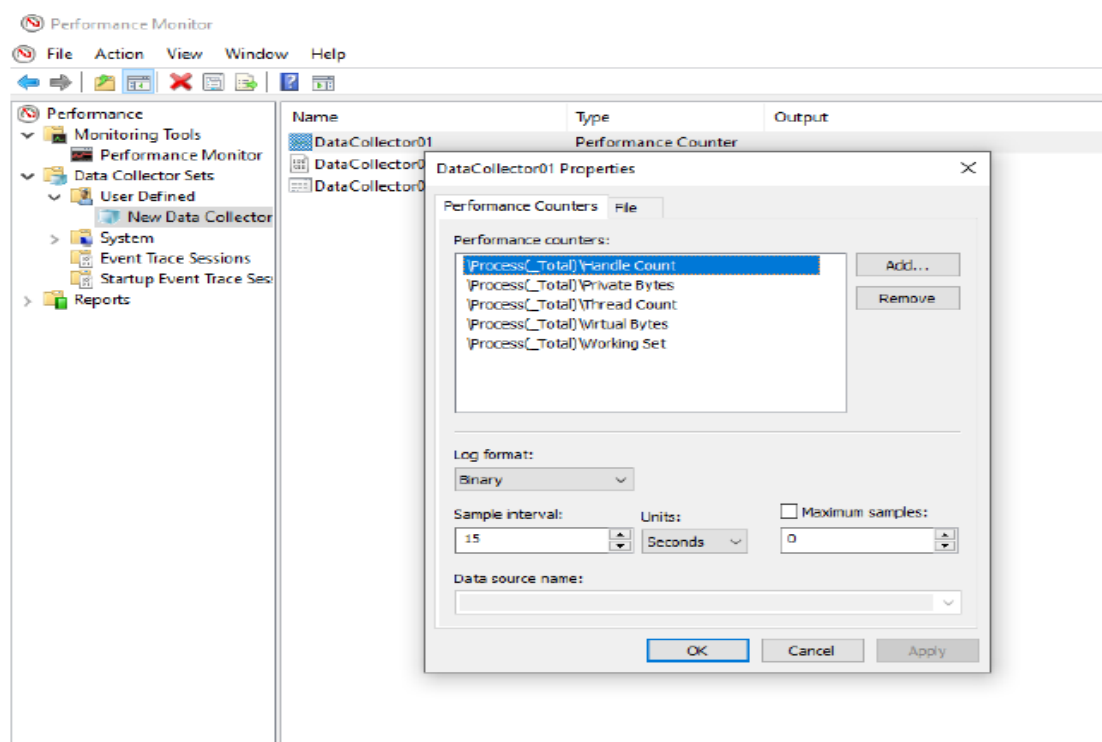 Performance Monitor
File Action View Window Help
Performance
Monitoring Tools
Performance Monitor
Data Collector Sets
User Defined
New Data Collector
System
Event Trace Sessions
Startup Event Trace Ses
Reports
Name Type Output
DataCollector01 Performance Counter
DataCollector0
DataCollector0
DataCollector01 Properties
Performance Counters File
Performance counters:
\Process(_Total)\Handle Count
\Process(_Total)\Private Bytes
\Process(_Total)\Thread Count
\Process(_Total)\Virtual Bytes
\Process(_Total)\Working Set
Add...
Remove
Log format:
Binary
Sample interval: Units: Maximum samples:
15 Seconds 0
Data source name:
OK Cancel Apply